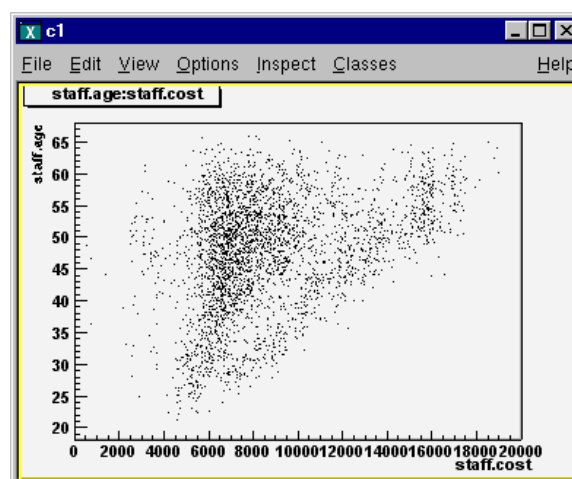 c1
File Edit View Options Inspect Classes Help
staff.age:staff.cost
staff.age
65
60
55
50
45
40
35
30
25
20
0 2000 4000 6000 8000 10000 12000 14000 16000 18000 20000
staff.cost